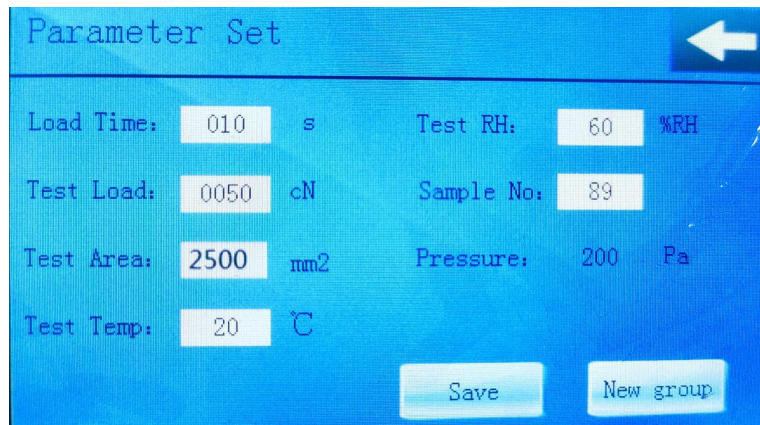 Parameter Set
Load Time: 010 s Test RH: 60 %RH
Test Load: 0050 cN Sample No: 89
Test Area: 2500 mm2 Pressure: 200 Pa
Test Temp: 20 ℃
Save New group